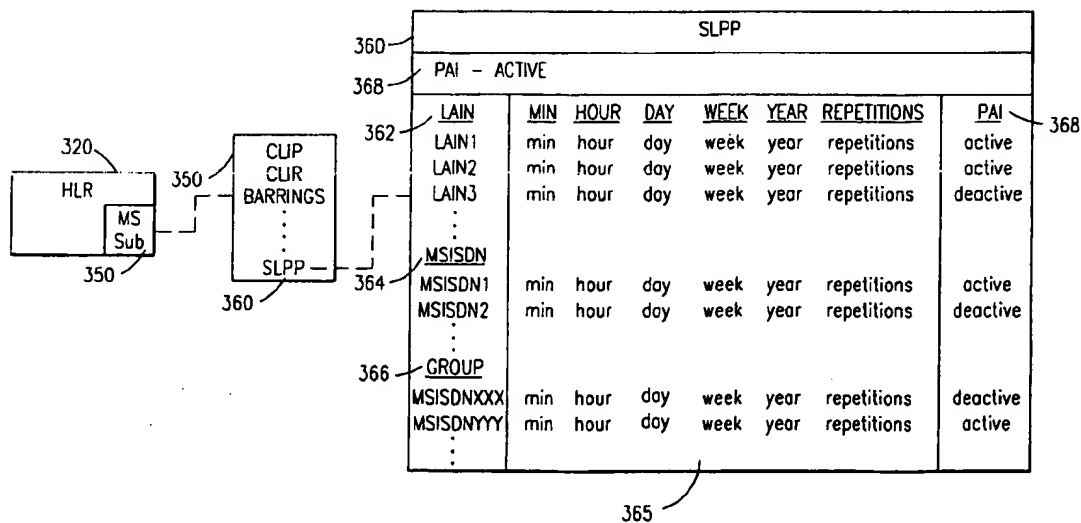 320
HLR
MS
Sub
350
350
CLIP
CLIR
BARRINGS
SLPP
360
360
SLPP
368
PAI - ACTIVE
362
LAIN MIN HOUR DAY WEEK YEAR REPETITIONS PAI
368
LAIN1 min hour day week year repetitions active
LAIN2 min hour day week year repetitions active
LAIN3 min hour day week year repetitions deactive
364
MSISDN
MSISDN1 min hour day week year repetitions active
MSISDN2 min hour day week year repetitions deactive
366
GROUP
MSISDNXXX min hour day week year repetitions deactive
MSISDNYYY min hour day week year repetitions active
365